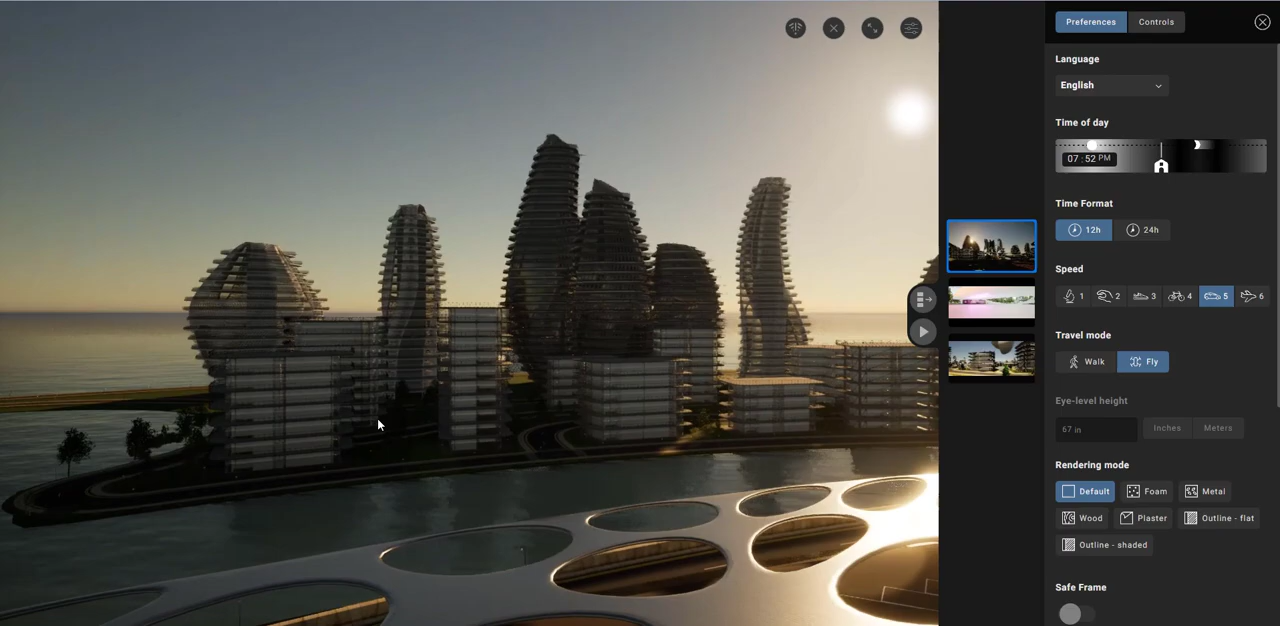 Preferences Controls
Language
English
Time of day
07 : 52 PM
Time Format
12h 24h
Speed
1 2 3 4 5 6
Travel mode
Walk Fly
Eye-level height
67 in Inches Meters
Rendering mode
Default Foam Metal
Wood Plaster Outline - flat
Outline - shaded
Safe Frame